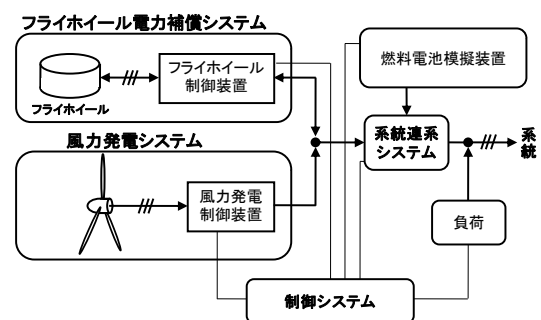 フライホイール電力補償システム
フライホイール
制御装置
フライホイール
燃料電池模擬装置
系統連系
システム
系
統
風力発電システム
風力発電
制御装置
負荷
制御システム